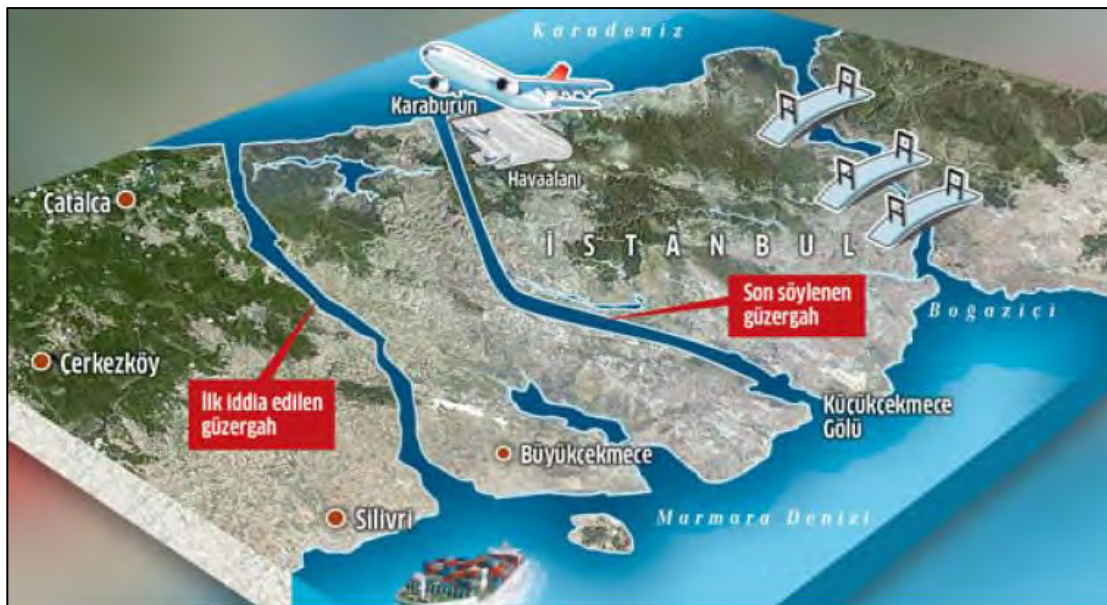 Karadeniz
Karaburun
Havaalanı
Çatalca
İSTANBUL
Son söylenen
güzergah
Boğaziçi
Çerkezköy
İlk iddia edilen
güzergah
Küçükçekmece
Gölü
Büyükçekmece
Silivri
Marmara Denizi